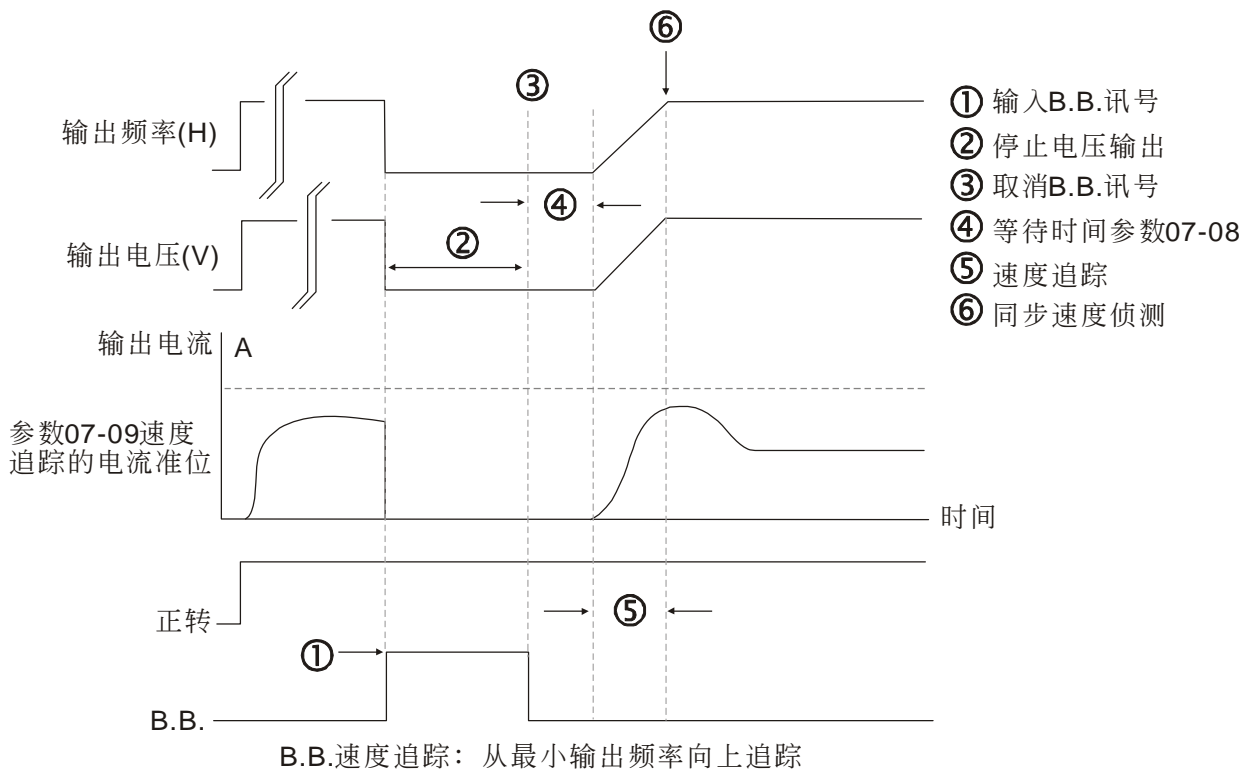 ⑥
③
① 输入B.B.讯号
输出频率(H)
② 停止电压输出
③ 取消B.B.讯号
④
④ 等待时间参数07-08
②
输出电压(V)
⑤ 速度追踪
⑥ 同步速度侦测
输出电流 A
参数07-09速度
追踪的电流准位
时间
正转
⑤
①
B.B.
B.B.速度追踪：从最小输出频率向上追踪